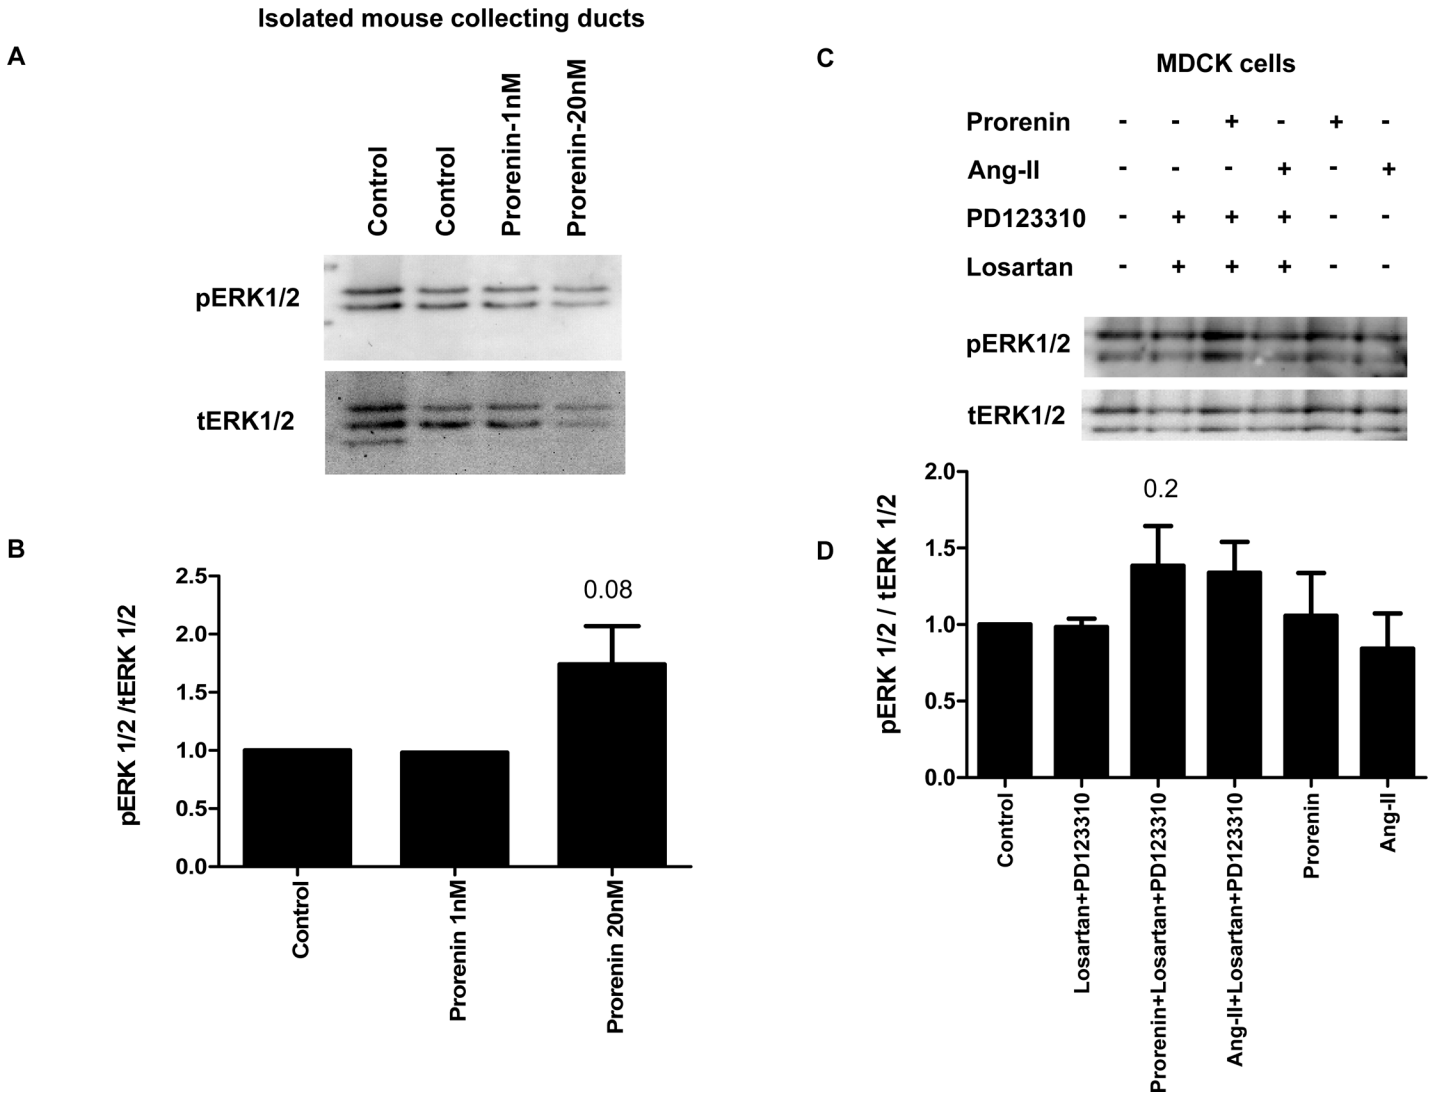 Isolated mouse collecting ducts
A
Control
Control
Prorenin-1nM
Prorenin-20nM
pERK1/2
tERK1/2
B
pERK 1/2 /tERK 1/2
2.5
2.0
1.5
1.0
0.5
0.0
0.08
Control
Prorenin 1nM
Prorenin 20nM
C
MDCK cells
Prorenin - - + - + -
Ang-II - - - + - +
PD123310 - + + + - -
Losartan - + + + - -
pERK1/2
tERK1/2
D
pERK 1/2 / tERK 1/2
2.0
1.5
1.0
0.5
0.0
0.2
Control
Losartan+PD123310
Prorenin+Losartan+PD123310
Ang-II+Losartan+PD123310
Prorenin
Ang-II